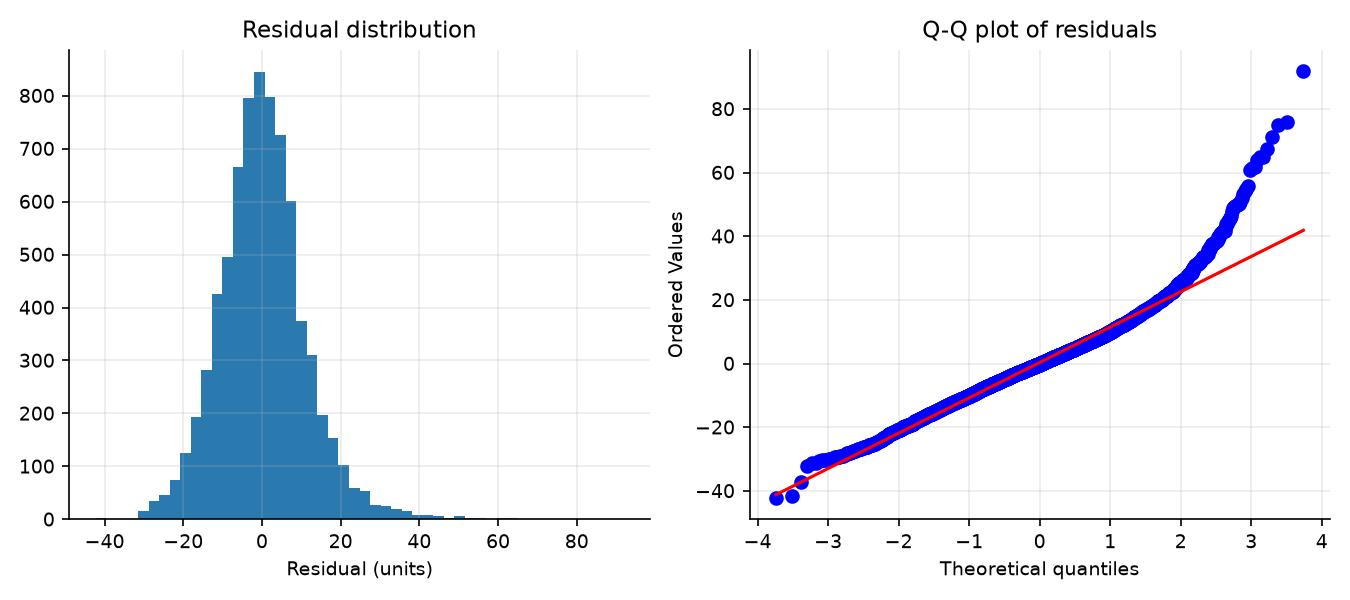 Residual distribution
800
700
600
500
400
300
200
100
0
−40 −20 0 20 40 60 80
Residual (units)
Q-Q plot of residuals
Ordered Values
80
60
40
20
0
−20
−40
−4 −3 −2 −1 0 1 2 3 4
Theoretical quantiles